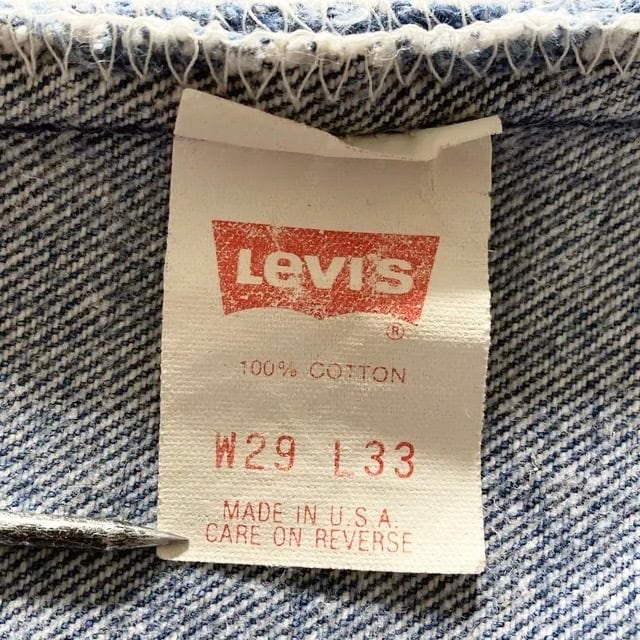 Levi's
®
100% COTTON
W29 L33
MADE IN U.S.A.
CARE ON REVERSE